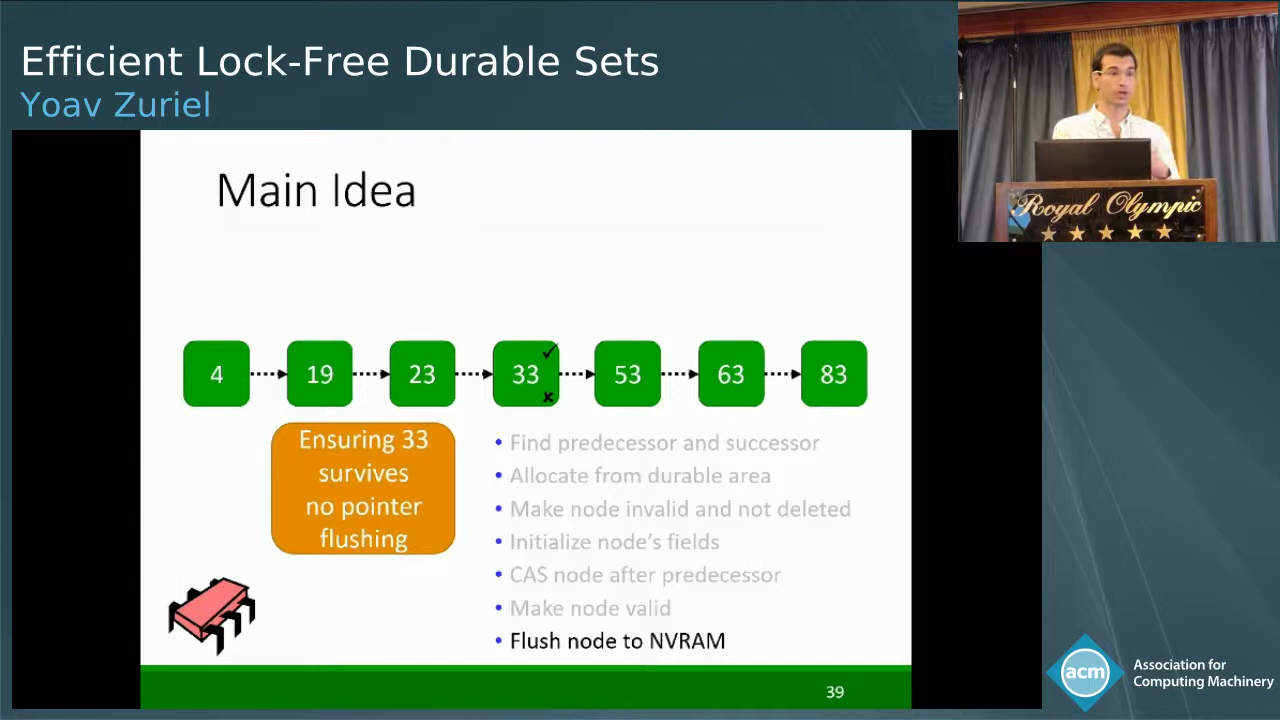 Efficient Lock-Free Durable Sets
Yoav Zuriel
Royal Olympic
Main Idea
4 19 23 33 53 63 83
Ensuring 33
survives
no pointer
flushing
• Find predecessor and successor
• Allocate from durable area
• Make node invalid and not deleted
• Initialize node's fields
• CAS node after predecessor
• Make node valid
• Flush node to NVRAM
39
acm
Association for
Computing Machinery